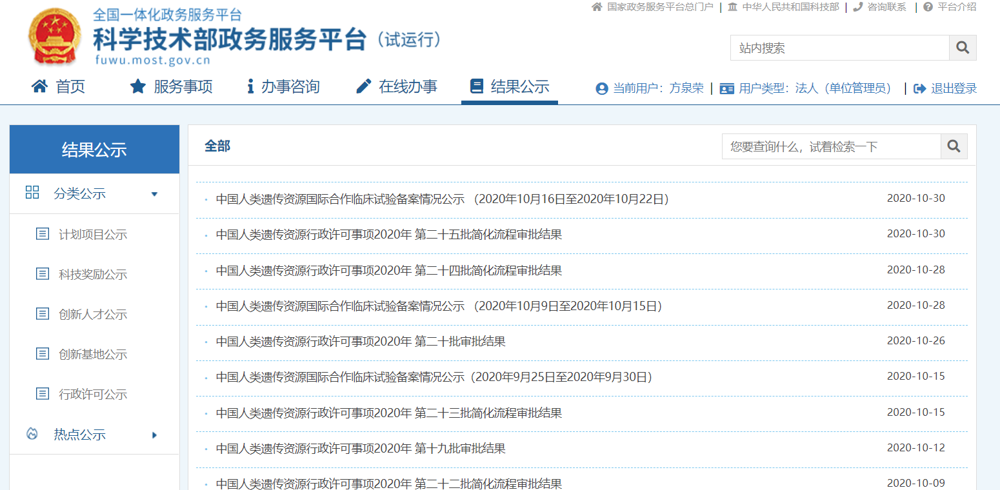 国家政务服务平台总门户 | 中华人民共和国科技部 | 咨询联系 | 平台介绍
全国一体化政务服务平台
科学技术部政务服务平台（试运行）
fuwu.most.gov.cn
站内搜索
首页 服务事项 办事咨询 在线办事 结果公示
当前用户：方泉荣 | 用户类型：法人（单位管理员） | 退出登录
结果公示
分类公示
计划项目公示
科技奖励公示
创新人才公示
创新基地公示
行政许可公示
热点公示
全部
您要查询什么，试着检索一下
· 中国人类遗传资源国际合作临床试验备案情况公示 （2020年10月16日至2020年10月22日） 2020-10-30
· 中国人类遗传资源行政许可事项2020年 第二十五批简化流程审批结果 2020-10-30
· 中国人类遗传资源行政许可事项2020年 第二十四批简化流程审批结果 2020-10-28
· 中国人类遗传资源国际合作临床试验备案情况公示 （2020年10月9日至2020年10月15日） 2020-10-28
· 中国人类遗传资源行政许可事项2020年 第二十批审批结果 2020-10-26
· 中国人类遗传资源国际合作临床试验备案情况公示（2020年9月25日至2020年9月30日） 2020-10-15
· 中国人类遗传资源行政许可事项2020年 第二十三批简化流程审批结果 2020-10-15
· 中国人类遗传资源行政许可事项2020年 第十九批审批结果 2020-10-12
· 中国人类遗传资源行政许可事项2020年 第二十二批简化流程审批结果 2020-10-09